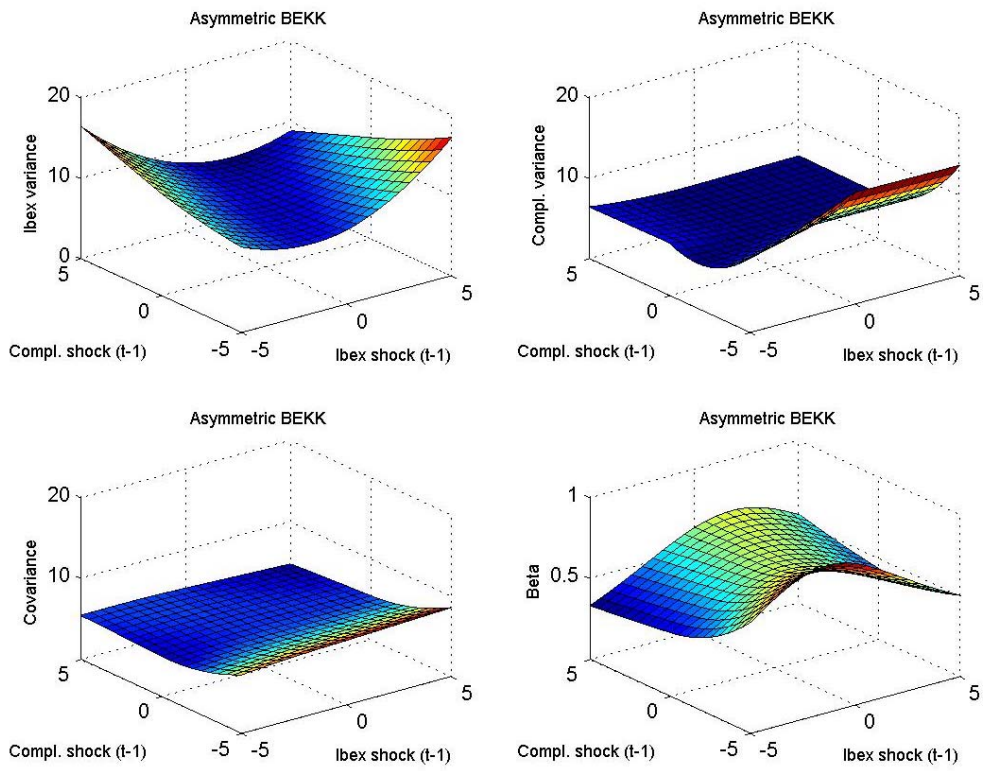 Asymmetric BEKK
20
10
0
Ibex variance
5
0
-5
Compl. shock (t-1)
-5
0
5
Ibex shock (t-1)
Asymmetric BEKK
20
10
Compl. variance
5
0
-5
Compl. shock (t-1)
-5
0
5
Ibex shock (t-1)
Asymmetric BEKK
20
10
Covariance
5
0
-5
Compl. shock (t-1)
-5
0
5
Ibex shock (t-1)
Asymmetric BEKK
1
0.5
Beta
5
0
-5
Compl. shock (t-1)
-5
0
5
Ibex shock (t-1)